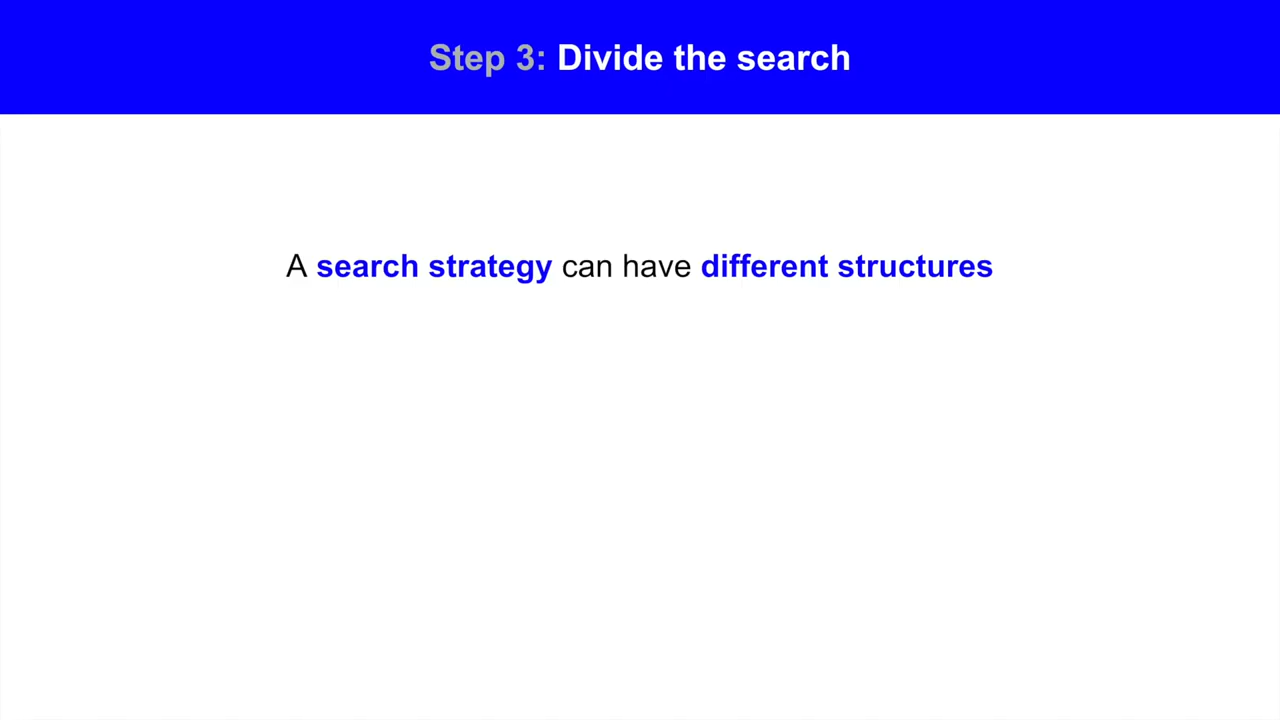 Step 3: Divide the search
A search strategy can have different structures